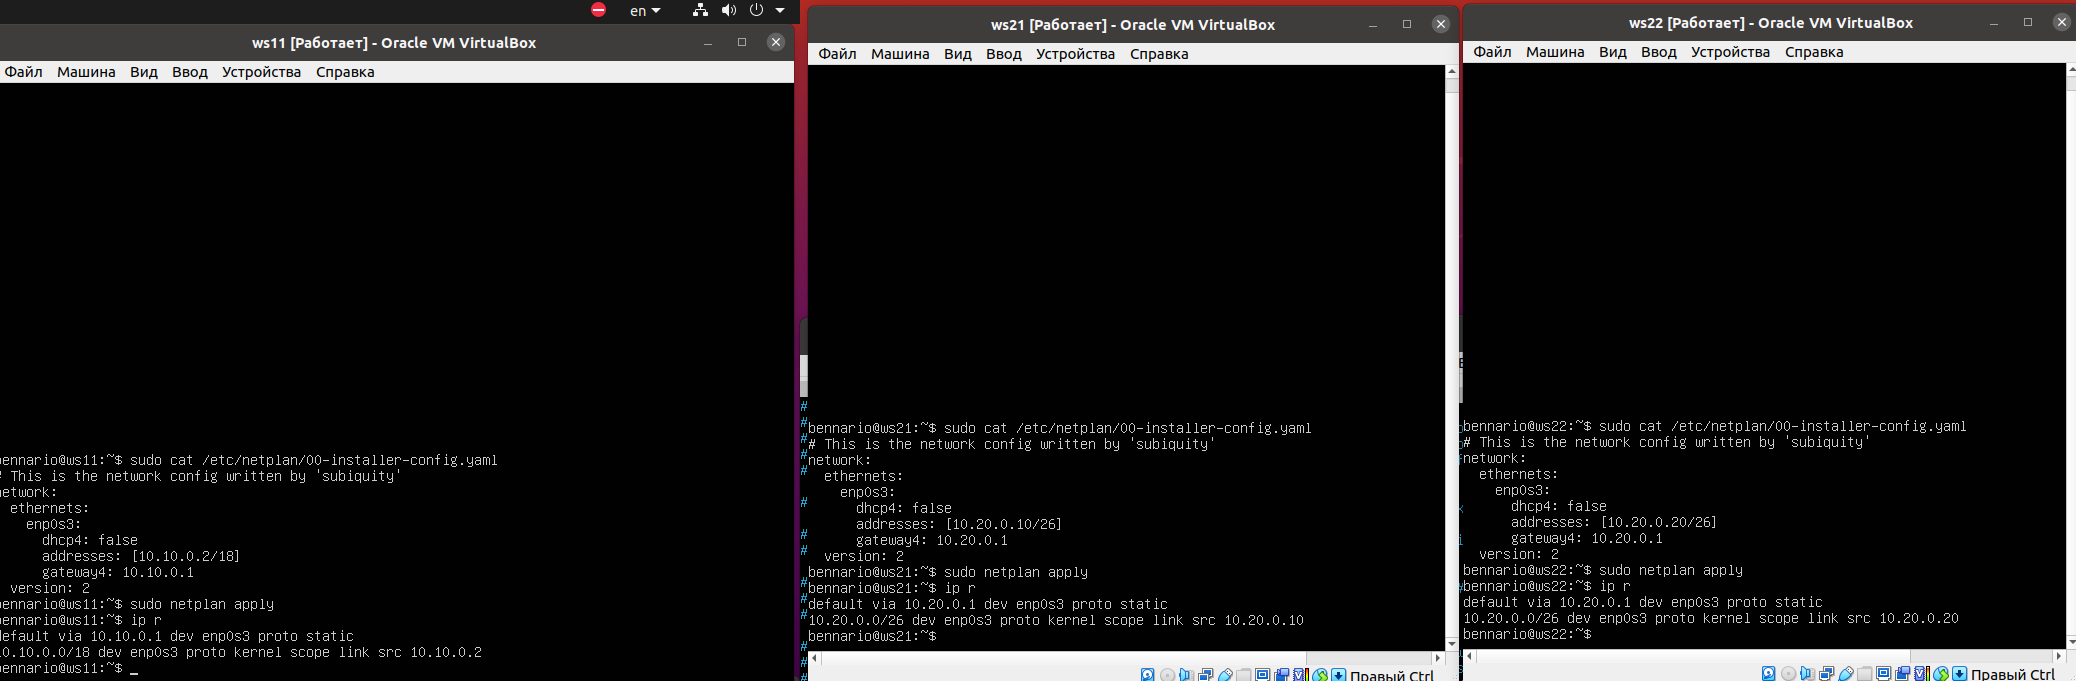 en
ws11 [Работает] - Oracle VM VirtualBox
Файл Машина Вид Ввод Устройства Справка
bennario@ws11:~$ sudo cat /etc/netplan/00-installer-config.yaml
# This is the network config written by 'subiquity'
network:
  ethernets:
    enp0s3:
      dhcp4: false
      addresses: [10.10.0.2/18]
      gateway4: 10.10.0.1
  version: 2
bennario@ws11:~$ sudo netplan apply
bennario@ws11:~$ ip r
default via 10.10.0.1 dev enp0s3 proto static
10.10.0.0/18 dev enp0s3 proto kernel scope link src 10.10.0.2
bennario@ws11:~$ _
ws21 [Работает] - Oracle VM VirtualBox
Файл Машина Вид Ввод Устройства Справка
bennario@ws21:~$ sudo cat /etc/netplan/00-installer-config.yaml
# This is the network config written by 'subiquity'
network:
  ethernets:
    enp0s3:
      dhcp4: false
      addresses: [10.20.0.10/26]
      gateway4: 10.20.0.1
  version: 2
bennario@ws21:~$ sudo netplan apply
bennario@ws21:~$ ip r
default via 10.20.0.1 dev enp0s3 proto static
10.20.0.0/26 dev enp0s3 proto kernel scope link src 10.20.0.10
bennario@ws21:~$
Правый Ctrl
ws22 [Работает] - Oracle VM VirtualBox
Файл Машина Вид Ввод Устройства Справка
bennario@ws22:~$ sudo cat /etc/netplan/00-installer-config.yaml
# This is the network config written by 'subiquity'
network:
  ethernets:
    enp0s3:
      dhcp4: false
      addresses: [10.20.0.20/26]
      gateway4: 10.20.0.1
  version: 2
bennario@ws22:~$ sudo netplan apply
bennario@ws22:~$ ip r
default via 10.20.0.1 dev enp0s3 proto static
10.20.0.0/26 dev enp0s3 proto kernel scope link src 10.20.0.20
bennario@ws22:~$
Правый Ctrl